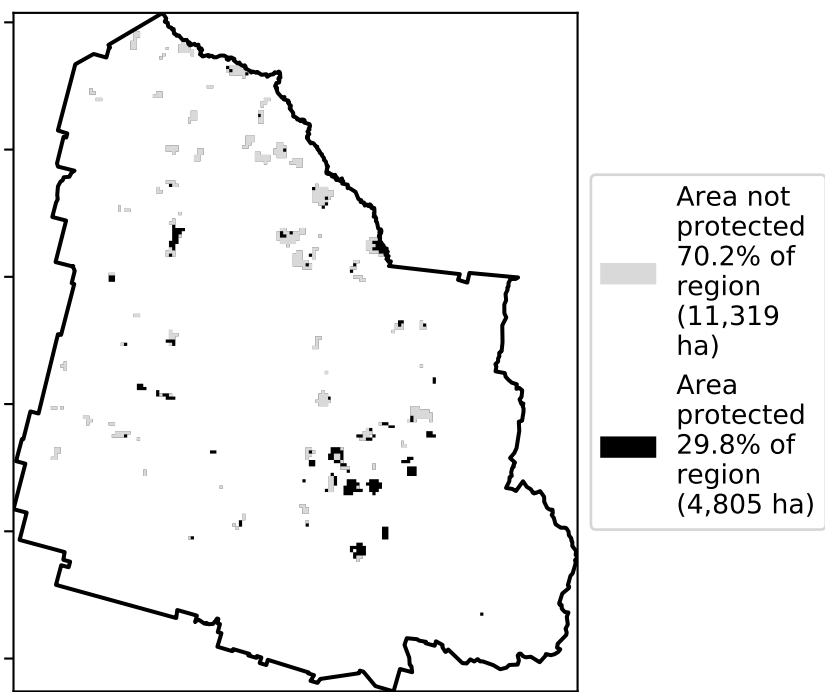 Area not
protected
70.2% of
region
(11,319
ha)
Area
protected
29.8% of
region
(4,805 ha)